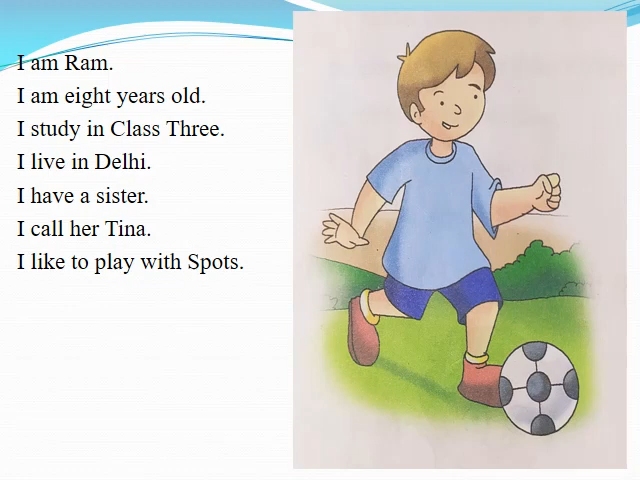 I am Ram.
I am eight years old.
I study in Class Three.
I live in Delhi.
I have a sister.
I call her Tina.
I like to play with Spots.